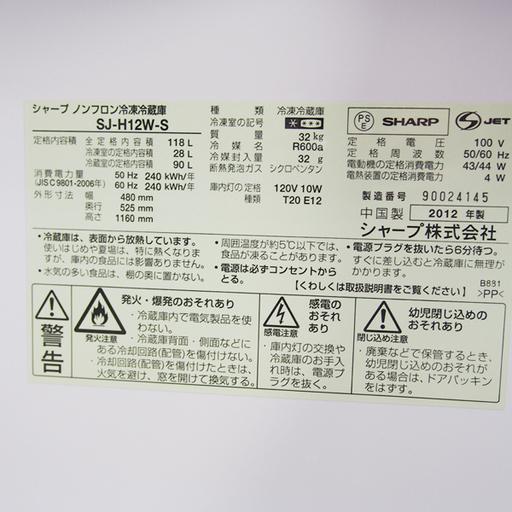 シャープ ノンフロン冷凍冷蔵庫
SJ-H12W-S
定格内容積 全定格内容積 118 L
冷凍室の定格内容積 28 L
冷蔵室の定格内容積 90 L
消費電力量 50 Hz 240 kWh/年
(JIS C 9801-2006年) 60 Hz 240 kWh/年
外形寸法 幅 480 mm
奥行 525 mm
高さ 1160 mm
種類 冷凍冷蔵庫
冷凍室の記号
質量 32 kg
冷媒名 R600a
冷媒封入量 32 g
断熱発泡ガス シクロペンタン
庫内灯の定格 120V 10W
種類 T20 E12
PS
E
SHARP
S JET
定格電圧 100 V
定格周波数 50/60 Hz
電動機の定格消費電力 43/44 W
電熱装置の定格消費電力 4 W
製造番号 90024145
中国製 2012 年製
シャープ株式会社
・冷蔵庫は、表面から放熱しています。
使いはじめや夏場は、特に熱く感じますが、庫内の食品には影響ありません。
・水気の多い食品は、棚の奥に置かない。
・周囲温度が約5℃以下では、食品が凍ることがあります。
・電源は必ずコンセントからとる。
・電源プラグを抜いたら6分待つ。
すぐに差し込むと冷蔵庫に無理がかかります。
【くわしくは取扱説明書をご覧ください】
B831
>PP<
警告
発火注意
発火・爆発のおそれあり
・冷蔵庫内で電気製品を使わない。
・冷蔵庫背面・側面などにある冷却回路(配管)を傷付けない。
・冷却回路(配管)を傷付けたときは、火気を避け、窓を開けて換気する。
感電注意
感電のおそれあり
・庫内灯の交換や冷蔵庫のお手入れ時は、電源プラグを抜く。
閉じ込め注意
幼児閉じ込めのおそれあり
・廃棄などで保管するとき、幼児閉じ込めのおそれがある場合は、ドアパッキンをはずす。